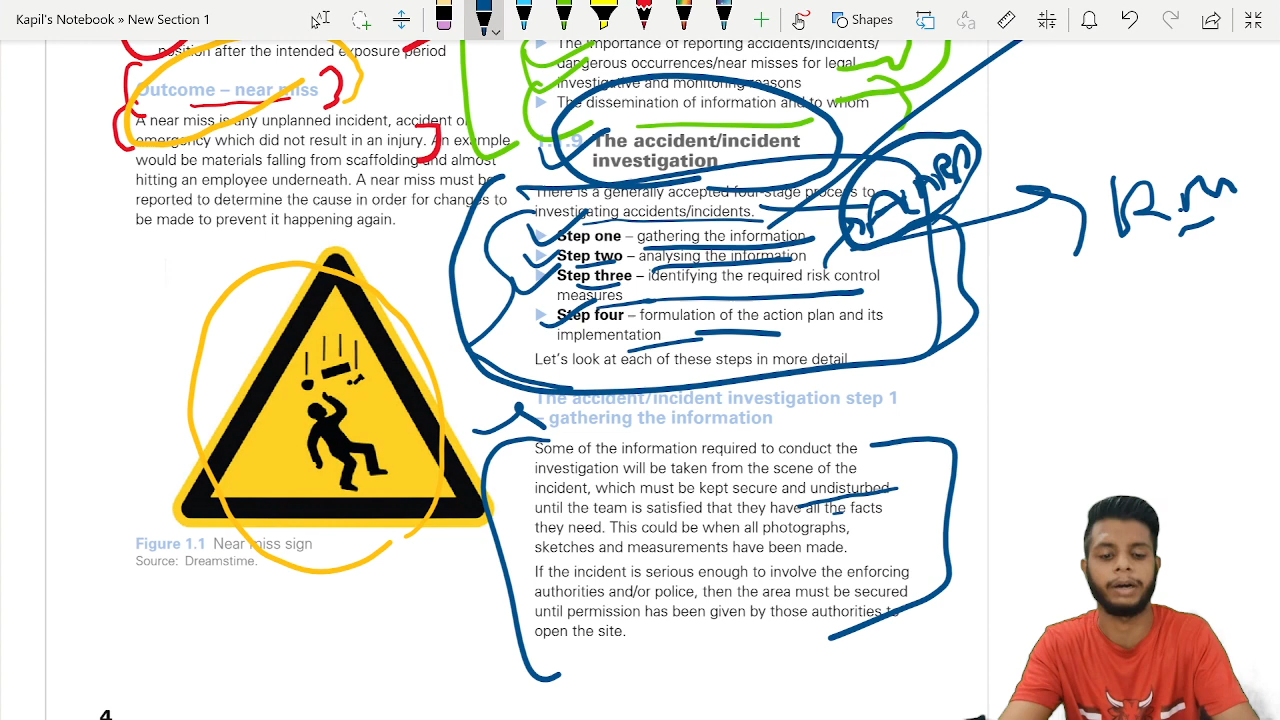 Kapil's Notebook » New Section 1
Shapes
position after the intended exposure period
Outcome – near miss
A near miss is any unplanned incident, accident or
emergency which did not result in an injury. An example
would be materials falling from scaffolding and almost
hitting an employee underneath. A near miss must be
reported to determine the cause in order for changes to
be made to prevent it happening again.
Figure 1.1 Near miss sign
Source: Dreamstime.
4
The importance of reporting accidents/incidents/
dangerous occurrences/near misses for legal,
investigative and monitoring reasons
The dissemination of information and to whom
1.1.9 The accident/incident
investigation
There is a generally accepted four-stage process to
investigating accidents/incidents.
Step one – gathering the information
Step two – analysing the information
Step three – identifying the required risk control
measures
Step four – formulation of the action plan and its
implementation
Let's look at each of these steps in more detail.
The accident/incident investigation step 1
– gathering the information
Some of the information required to conduct the
investigation will be taken from the scene of the
incident, which must be kept secure and undisturbed
until the team is satisfied that they have all the facts
they need. This could be when all photographs,
sketches and measurements have been made.
If the incident is serious enough to involve the enforcing
authorities and/or police, then the area must be secured
until permission has been given by those authorities to
open the site.